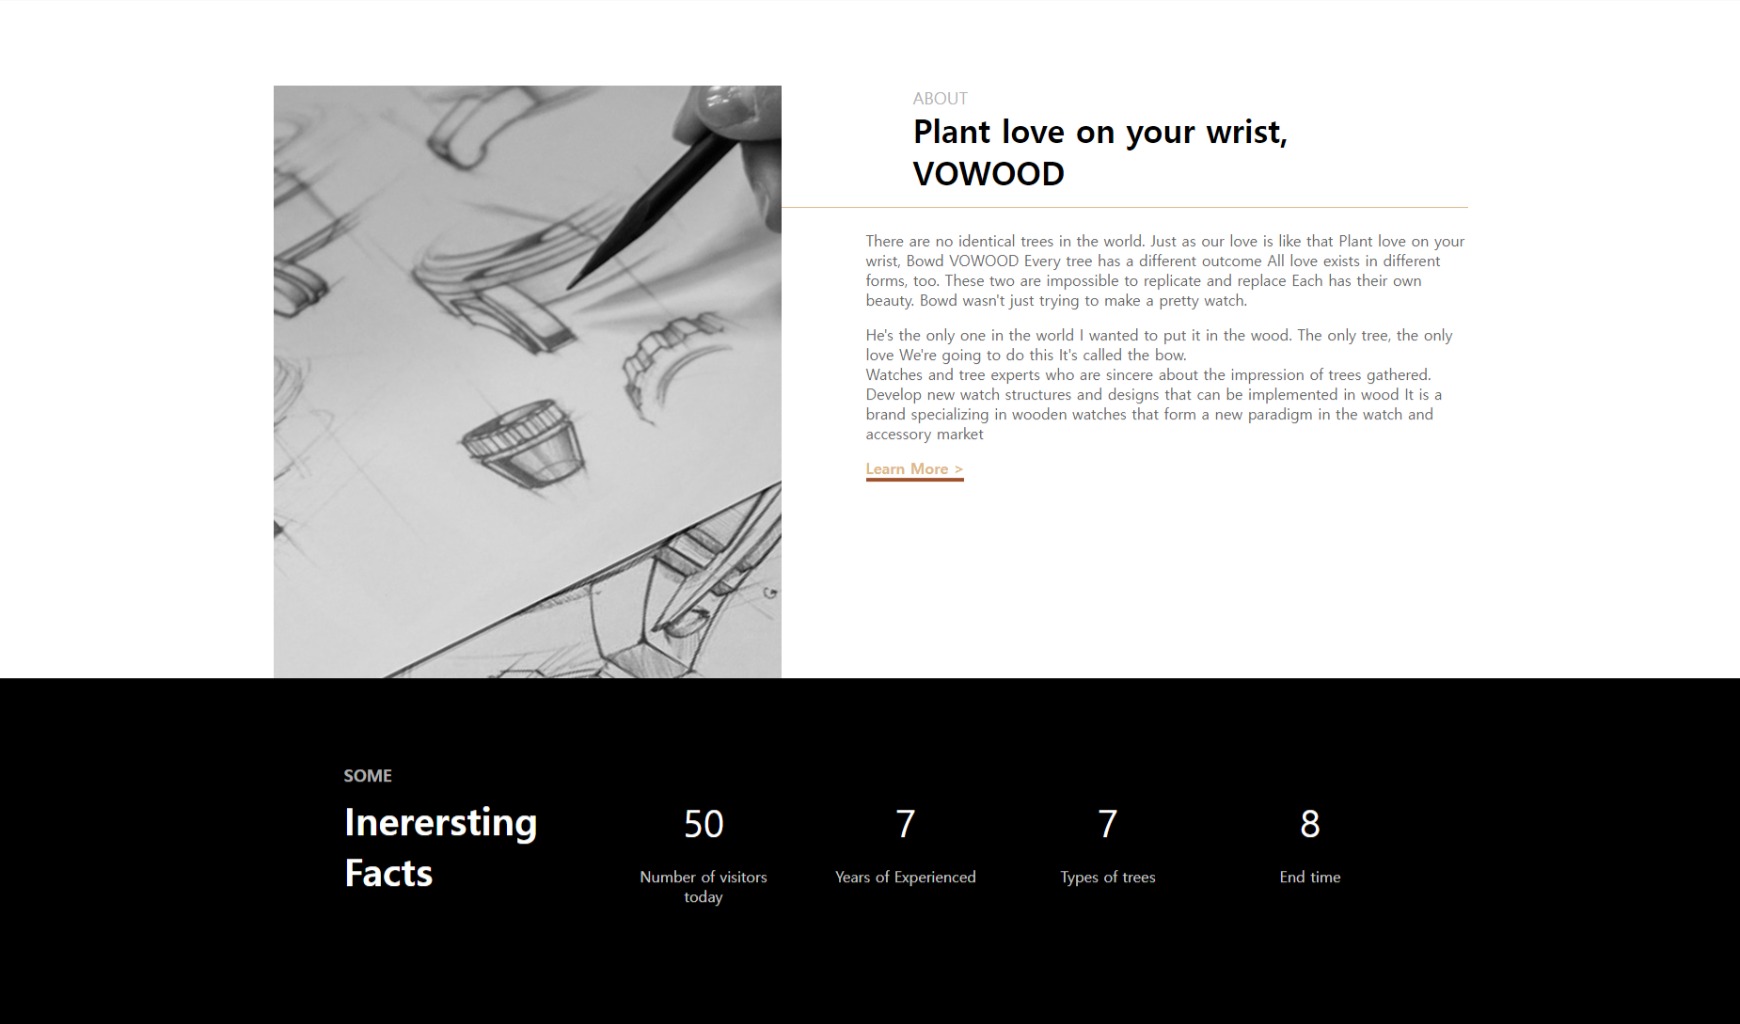 ABOUT
Plant love on your wrist,
VOWOOD
There are no identical trees in the world. Just as our love is like that Plant love on your
wrist, Bowd VOWOOD Every tree has a different outcome All love exists in different
forms, too. These two are impossible to replicate and replace Each has their own
beauty. Bowd wasn't just trying to make a pretty watch.
He's the only one in the world I wanted to put it in the wood. The only tree, the only
love We're going to do this It's called the bow.
Watches and tree experts who are sincere about the impression of trees gathered.
Develop new watch structures and designs that can be implemented in wood It is a
brand specializing in wooden watches that form a new paradigm in the watch and
accessory market
Learn More >
SOME
Inerersting
Facts
50
Number of visitors
today
7
Years of Experienced
7
Types of trees
8
End time